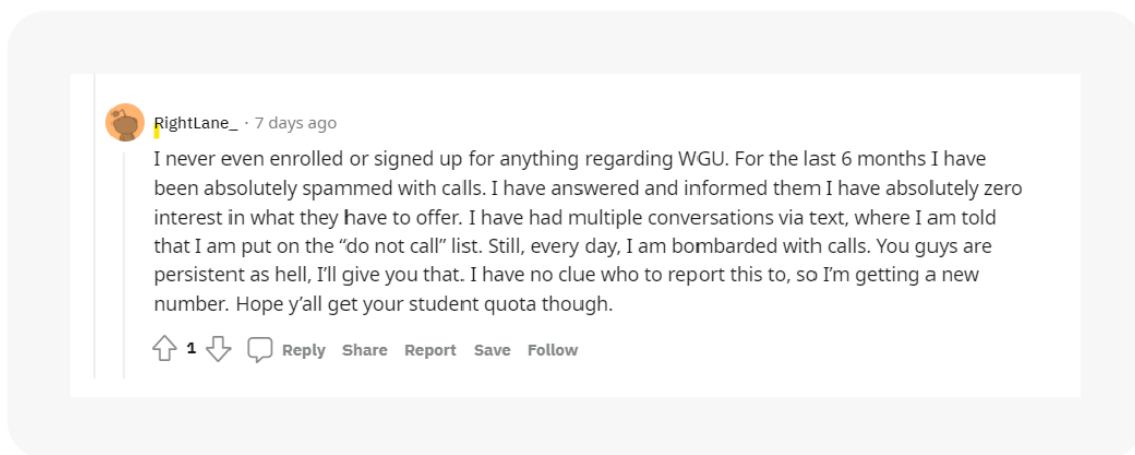 RightLane_ · 7 days ago
I never even enrolled or signed up for anything regarding WGU. For the last 6 months I have
been absolutely spammed with calls. I have answered and informed them I have absolutely zero
interest in what they have to offer. I have had multiple conversations via text, where I am told
that I am put on the “do not call” list. Still, every day, I am bombarded with calls. You guys are
persistent as hell, I’ll give you that. I have no clue who to report this to, so I’m getting a new
number. Hope y’all get your student quota though.
1 Reply Share Report Save Follow